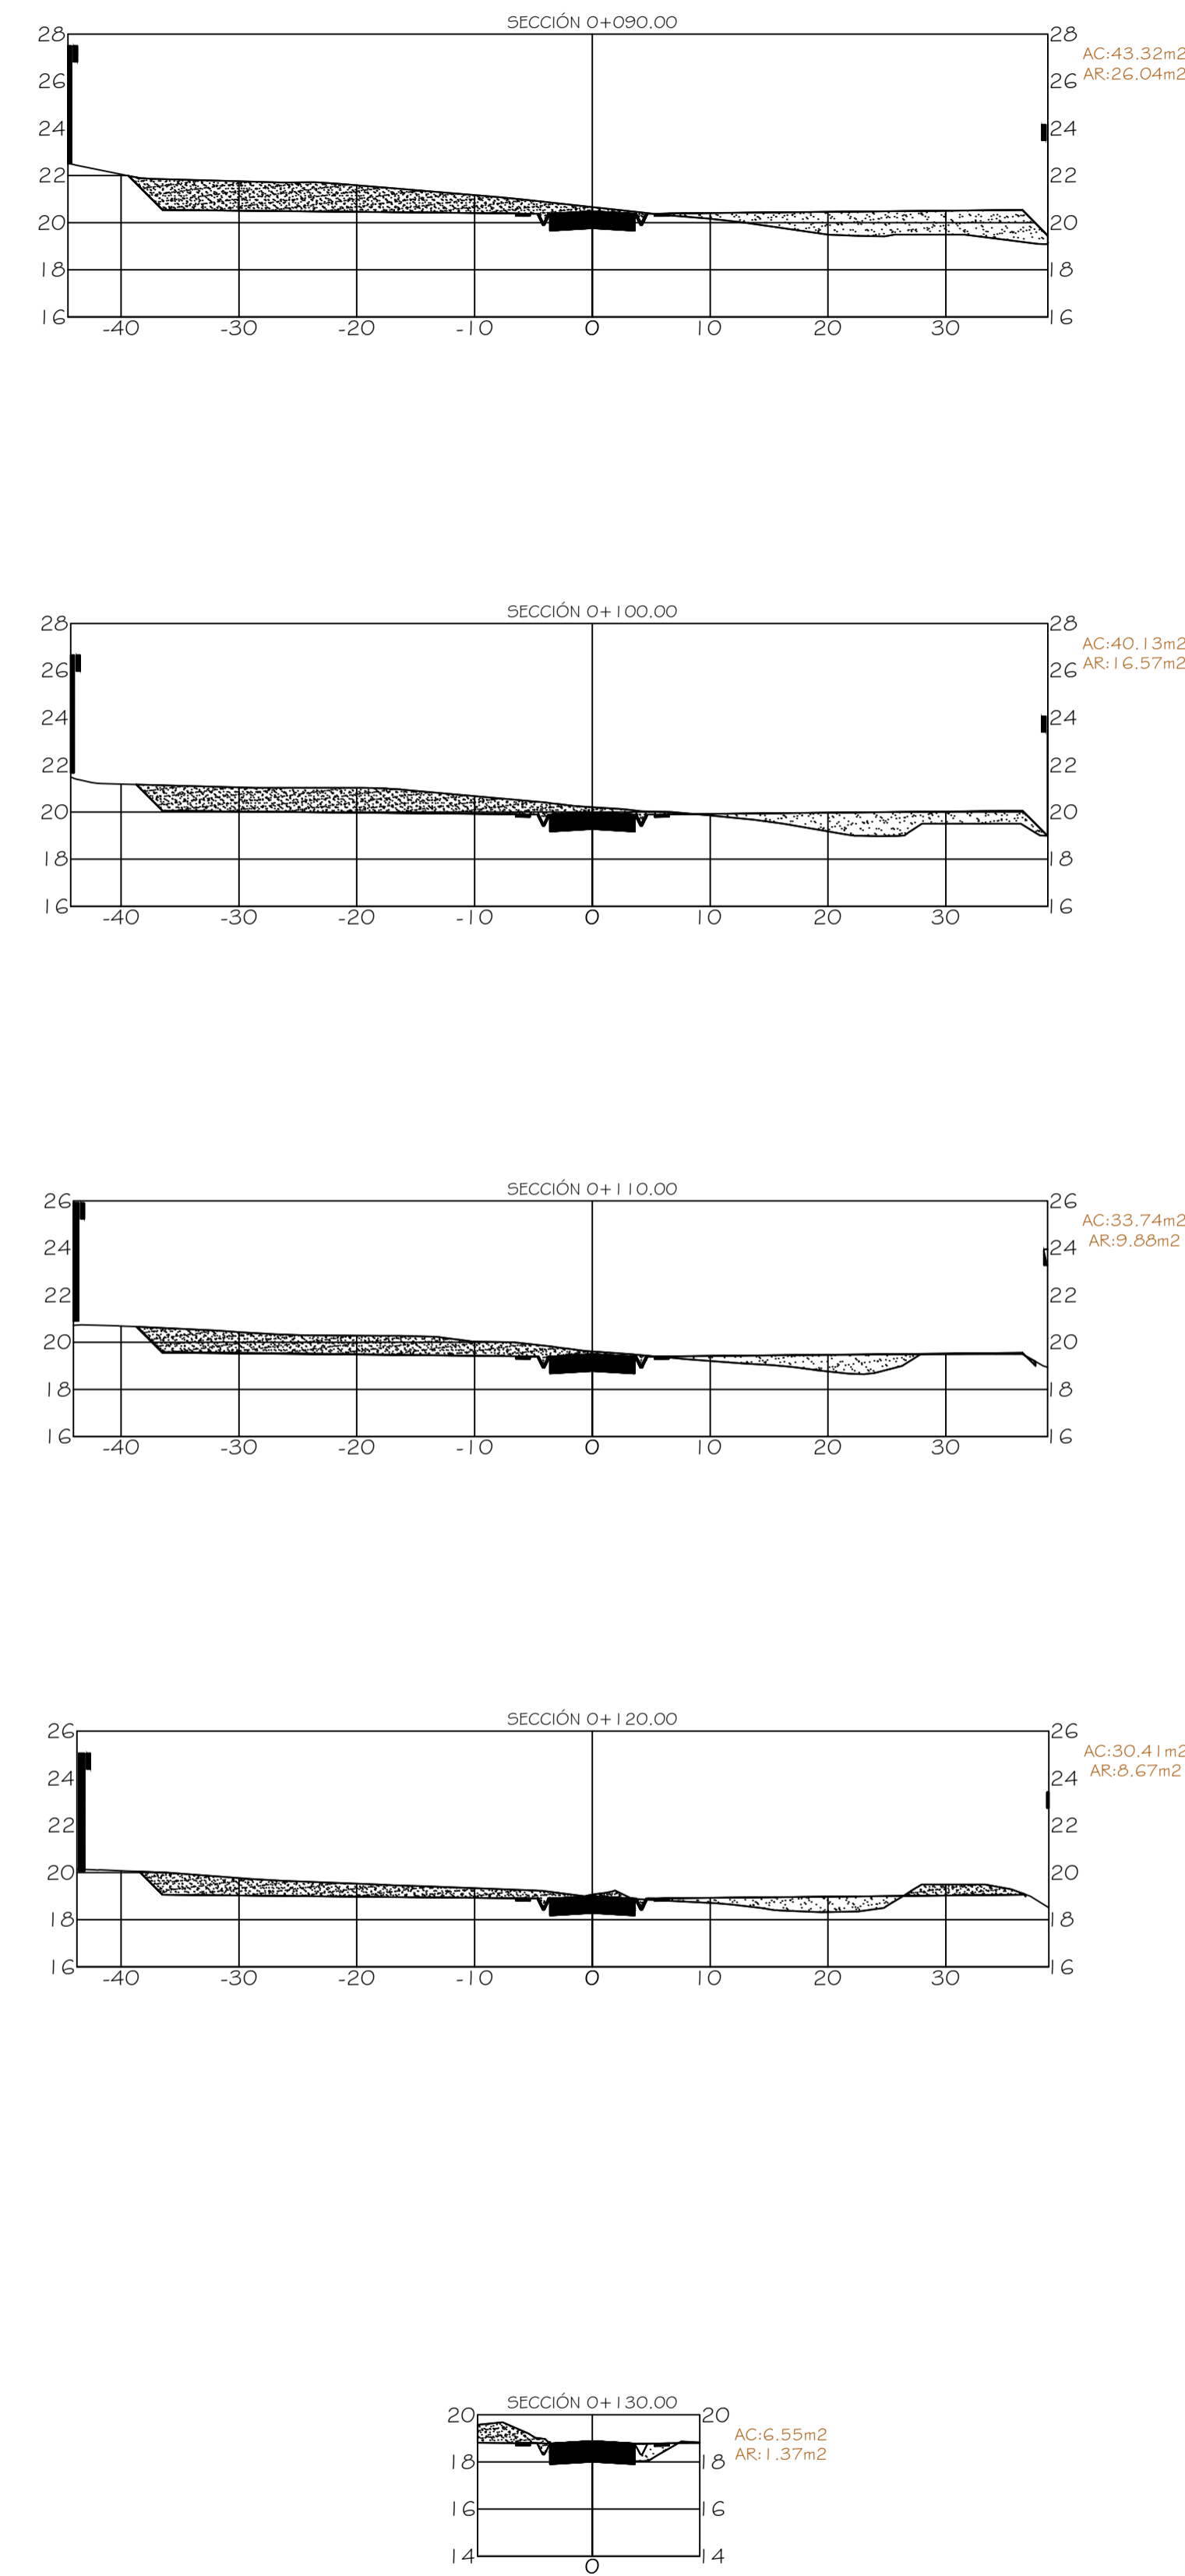 SECCIÓN 0+090.00
28 28
AC:43.32m2
26 26
AR:26.04m2
24 24
22 22
20 20
18 18
16 16
-40 -30 -20 -10 0 10 20 30
SECCIÓN 0+100.00
28 28
AC:40.13m2
26 26
AR:16.57m2
24 24
22 22
20 20
18 18
16 16
-40 -30 -20 -10 0 10 20 30
SECCIÓN 0+110.00
26 26
AC:33.74m2
AR:9.88m2
24 24
22 22
20 20
18 18
16 16
-40 -30 -20 -10 0 10 20 30
SECCIÓN 0+120.00
26 26
AC:30.41m2
AR:8.67m2
24 24
22 22
20 20
18 18
16 16
-40 -30 -20 -10 0 10 20 30
SECCIÓN 0+130.00
20 20
AC:6.55m2
AR:1.37m2
18 18
16 16
14 14
0